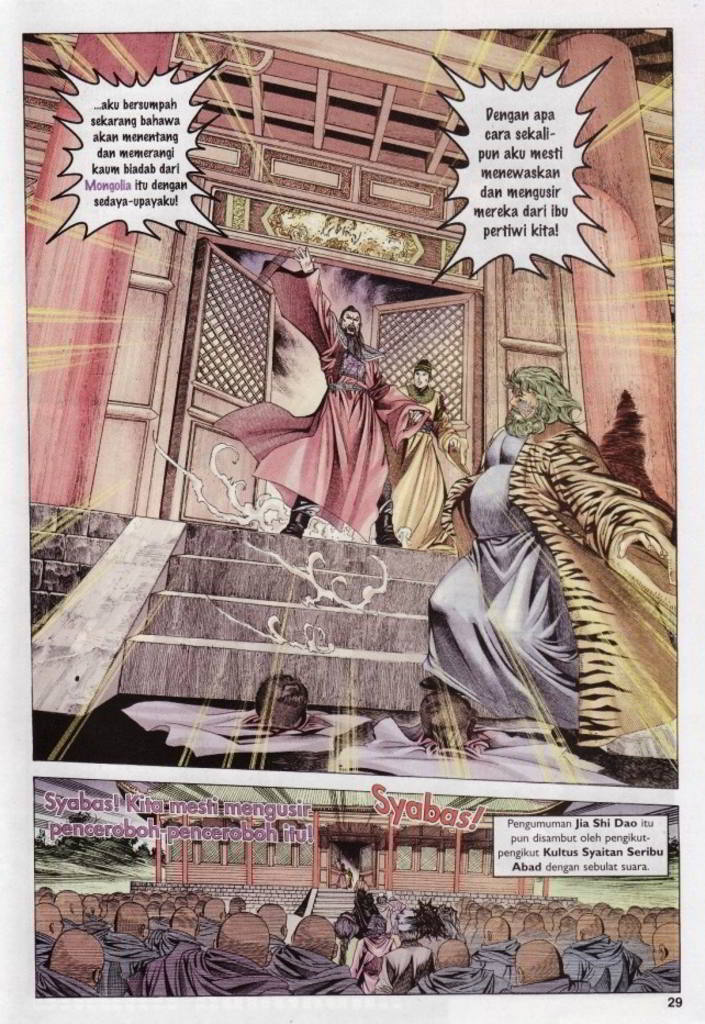 ...aku bersumpah
sekarang bahawa
akan menentang
dan memerangi
kaum biadab dari
Mongolia itu dengan
sedaya-upayaku!
Dengan apa
cara sekali-
pun aku mesti
menewaskan
dan mengusir
mereka dari ibu
pertiwi kita!
Syabas! Kita mesti mengusir
penceroboh-penceroboh itu!
Syabas!
Pengumuman Jia Shi Dao itu
pun disambut oleh pengikut-
pengikut Kultus Syaitan Seribu
Abad dengan sebulat suara.
29